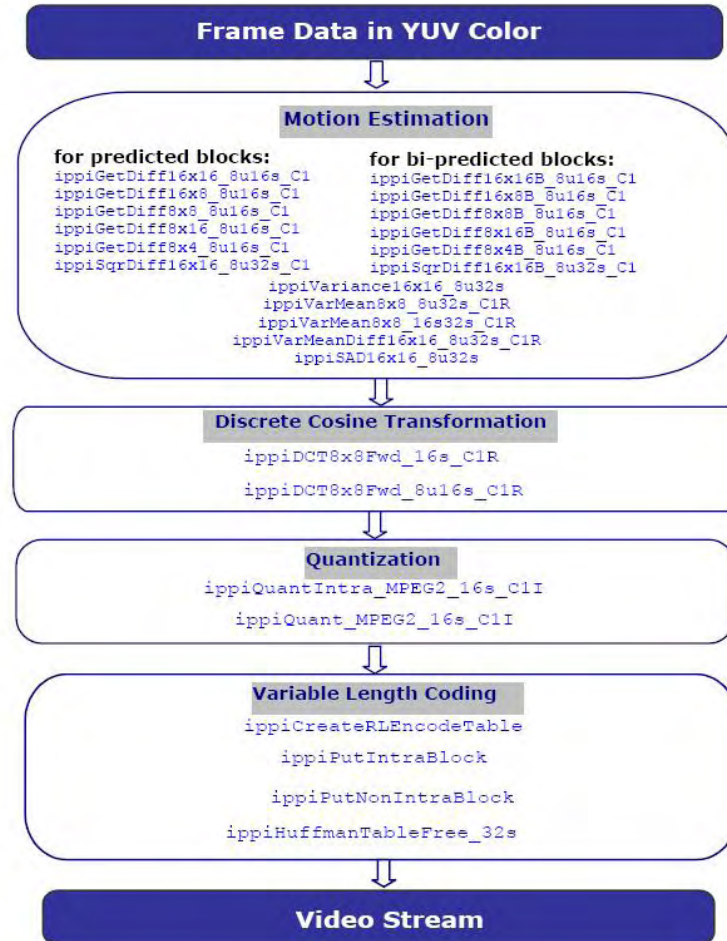 Frame Data in YUV Color
Motion Estimation
for predicted blocks:
ippiGetDiff16x16_8u16s_C1
ippiGetDiff16x8_8u16s_C1
ippiGetDiff8x8_8u16s_C1
ippiGetDiff8x16_8u16s_C1
ippiGetDiff8x4_8u16s_C1
ippiSqrDiff16x16_8u32s_C1
for bi-predicted blocks:
ippiGetDiff16x16B_8u16s_C1
ippiGetDiff16x8B_8u16s_C1
ippiGetDiff8x8B_8u16s_C1
ippiGetDiff8x16B_8u16s_C1
ippiGetDiff8x4B_8u16s_C1
ippiSqrDiff16x16B_8u32s_C1
ippiVariance16x16_8u32s
ippiVarMean8x8_8u32s_C1R
ippiVarMean8x8_16s32s_C1R
ippiVarMeanDiff16x16_8u32s_C1R
ippiSAD16x16_8u32s
Discrete Cosine Transformation
ippiDCT8x8Fwd_16s_C1R
ippiDCT8x8Fwd_8u16s_C1R
Quantization
ippiQuantIntra_MPEG2_16s_C1I
ippiQuant_MPEG2_16s_C1I
Variable Length Coding
ippiCreateRLEncodeTable
ippiPutIntraBlock
ippiPutNonIntraBlock
ippiHuffmanTableFree_32s
Video Stream